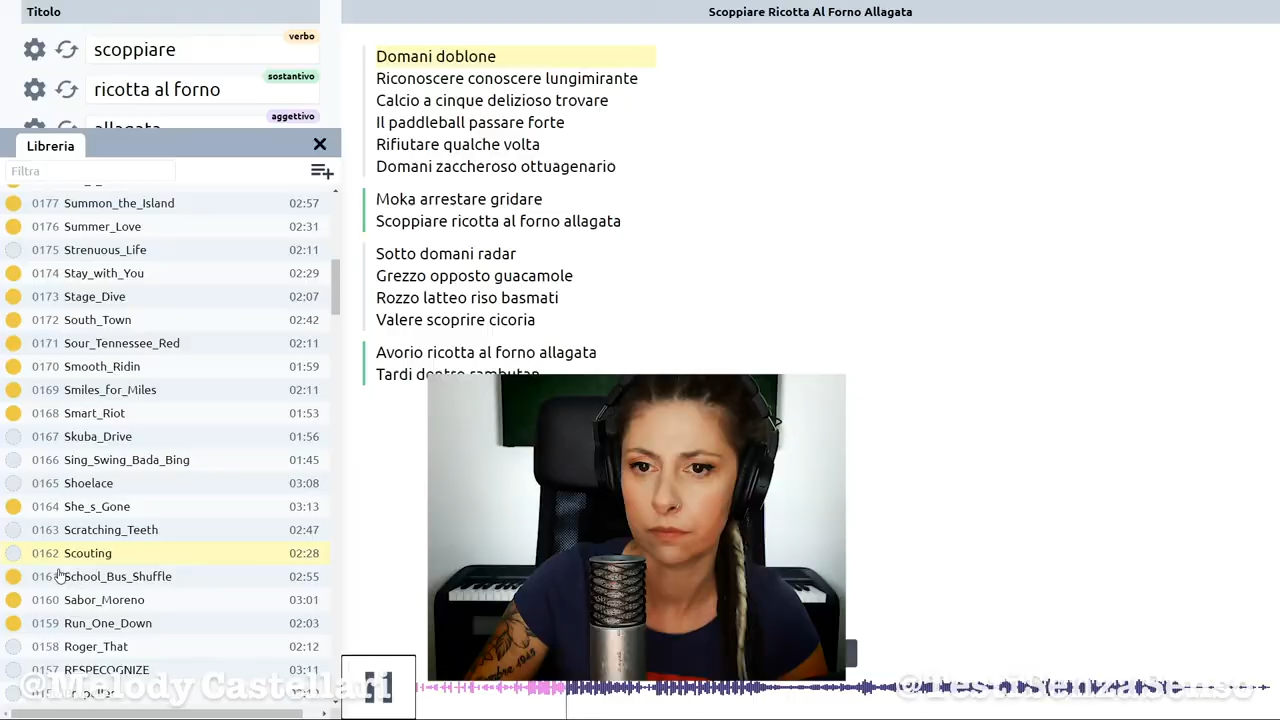 Titolo
scoppiare
verbo
ricotta al forno
sostantivo
allagata
aggettivo
Libreria
Filtra
0177 Summon_the_Island 02:57
0176 Summer_Love 02:31
0175 Strenuous_Life 02:11
0174 Stay_with_You 02:29
0173 Stage_Dive 02:07
0172 South_Town 02:42
0171 Sour_Tennessee_Red 02:11
0170 Smooth_Ridin 01:59
0169 Smiles_for_Miles 02:11
0168 Smart_Riot 01:53
0167 Skuba_Drive 01:56
0166 Sing_Swing_Bada_Bing 01:45
0165 Shoelace 03:08
0164 She_s_Gone 03:13
0163 Scratching_Teeth 02:47
0162 Scouting 02:28
0161 School_Bus_Shuffle 02:55
0160 Sabor_Moreno 03:01
0159 Run_One_Down 02:03
0158 Roger_That 02:12
0157 RESPECOGNIZE 03:11
Scoppiare Ricotta Al Forno Allagata
Domani doblone
Riconoscere conoscere lungimirante
Calcio a cinque delizioso trovare
Il paddleball passare forte
Rifiutare qualche volta
Domani zaccheroso ottuagenario
Moka arrestare gridare
Scoppiare ricotta al forno allagata
Sotto domani radar
Grezzo opposto guacamole
Rozzo latteo riso basmati
Valere scoprire cicoria
Avorio ricotta al forno allagata
Tardi dentro rambutan
@TestiSenzaSenso